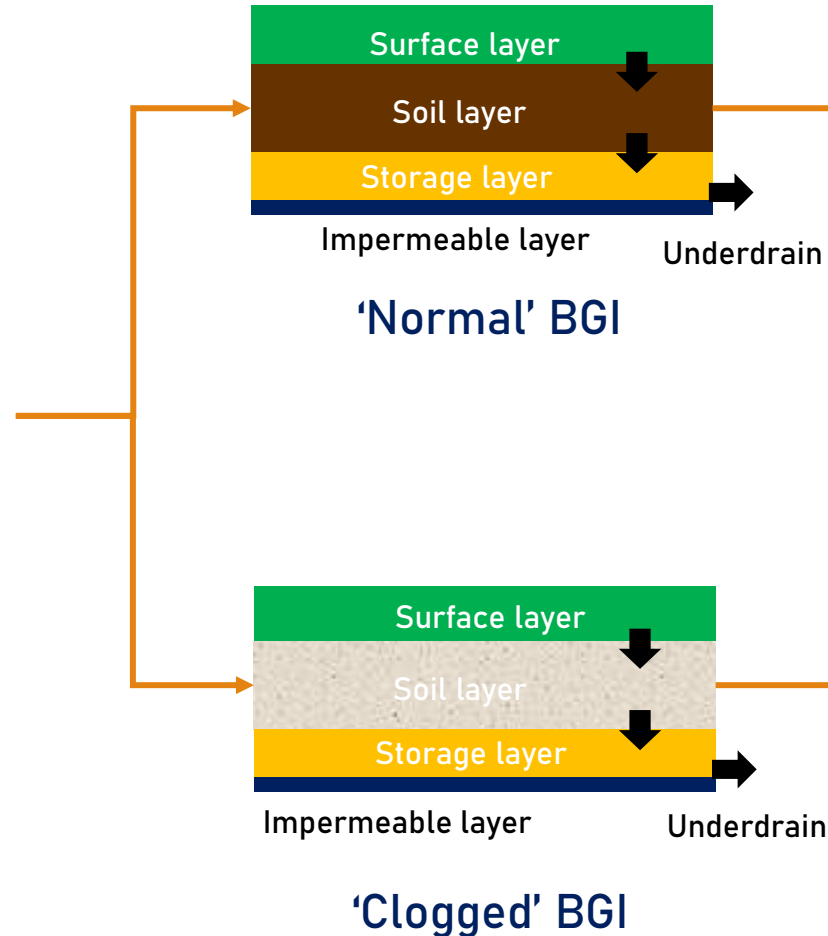 Surface layer
Soil layer
Storage layer
Impermeable layer
Underdrain
‘Normal’ BGI
Surface layer
Soil layer
Storage layer
Impermeable layer
Underdrain
‘Clogged’ BGI